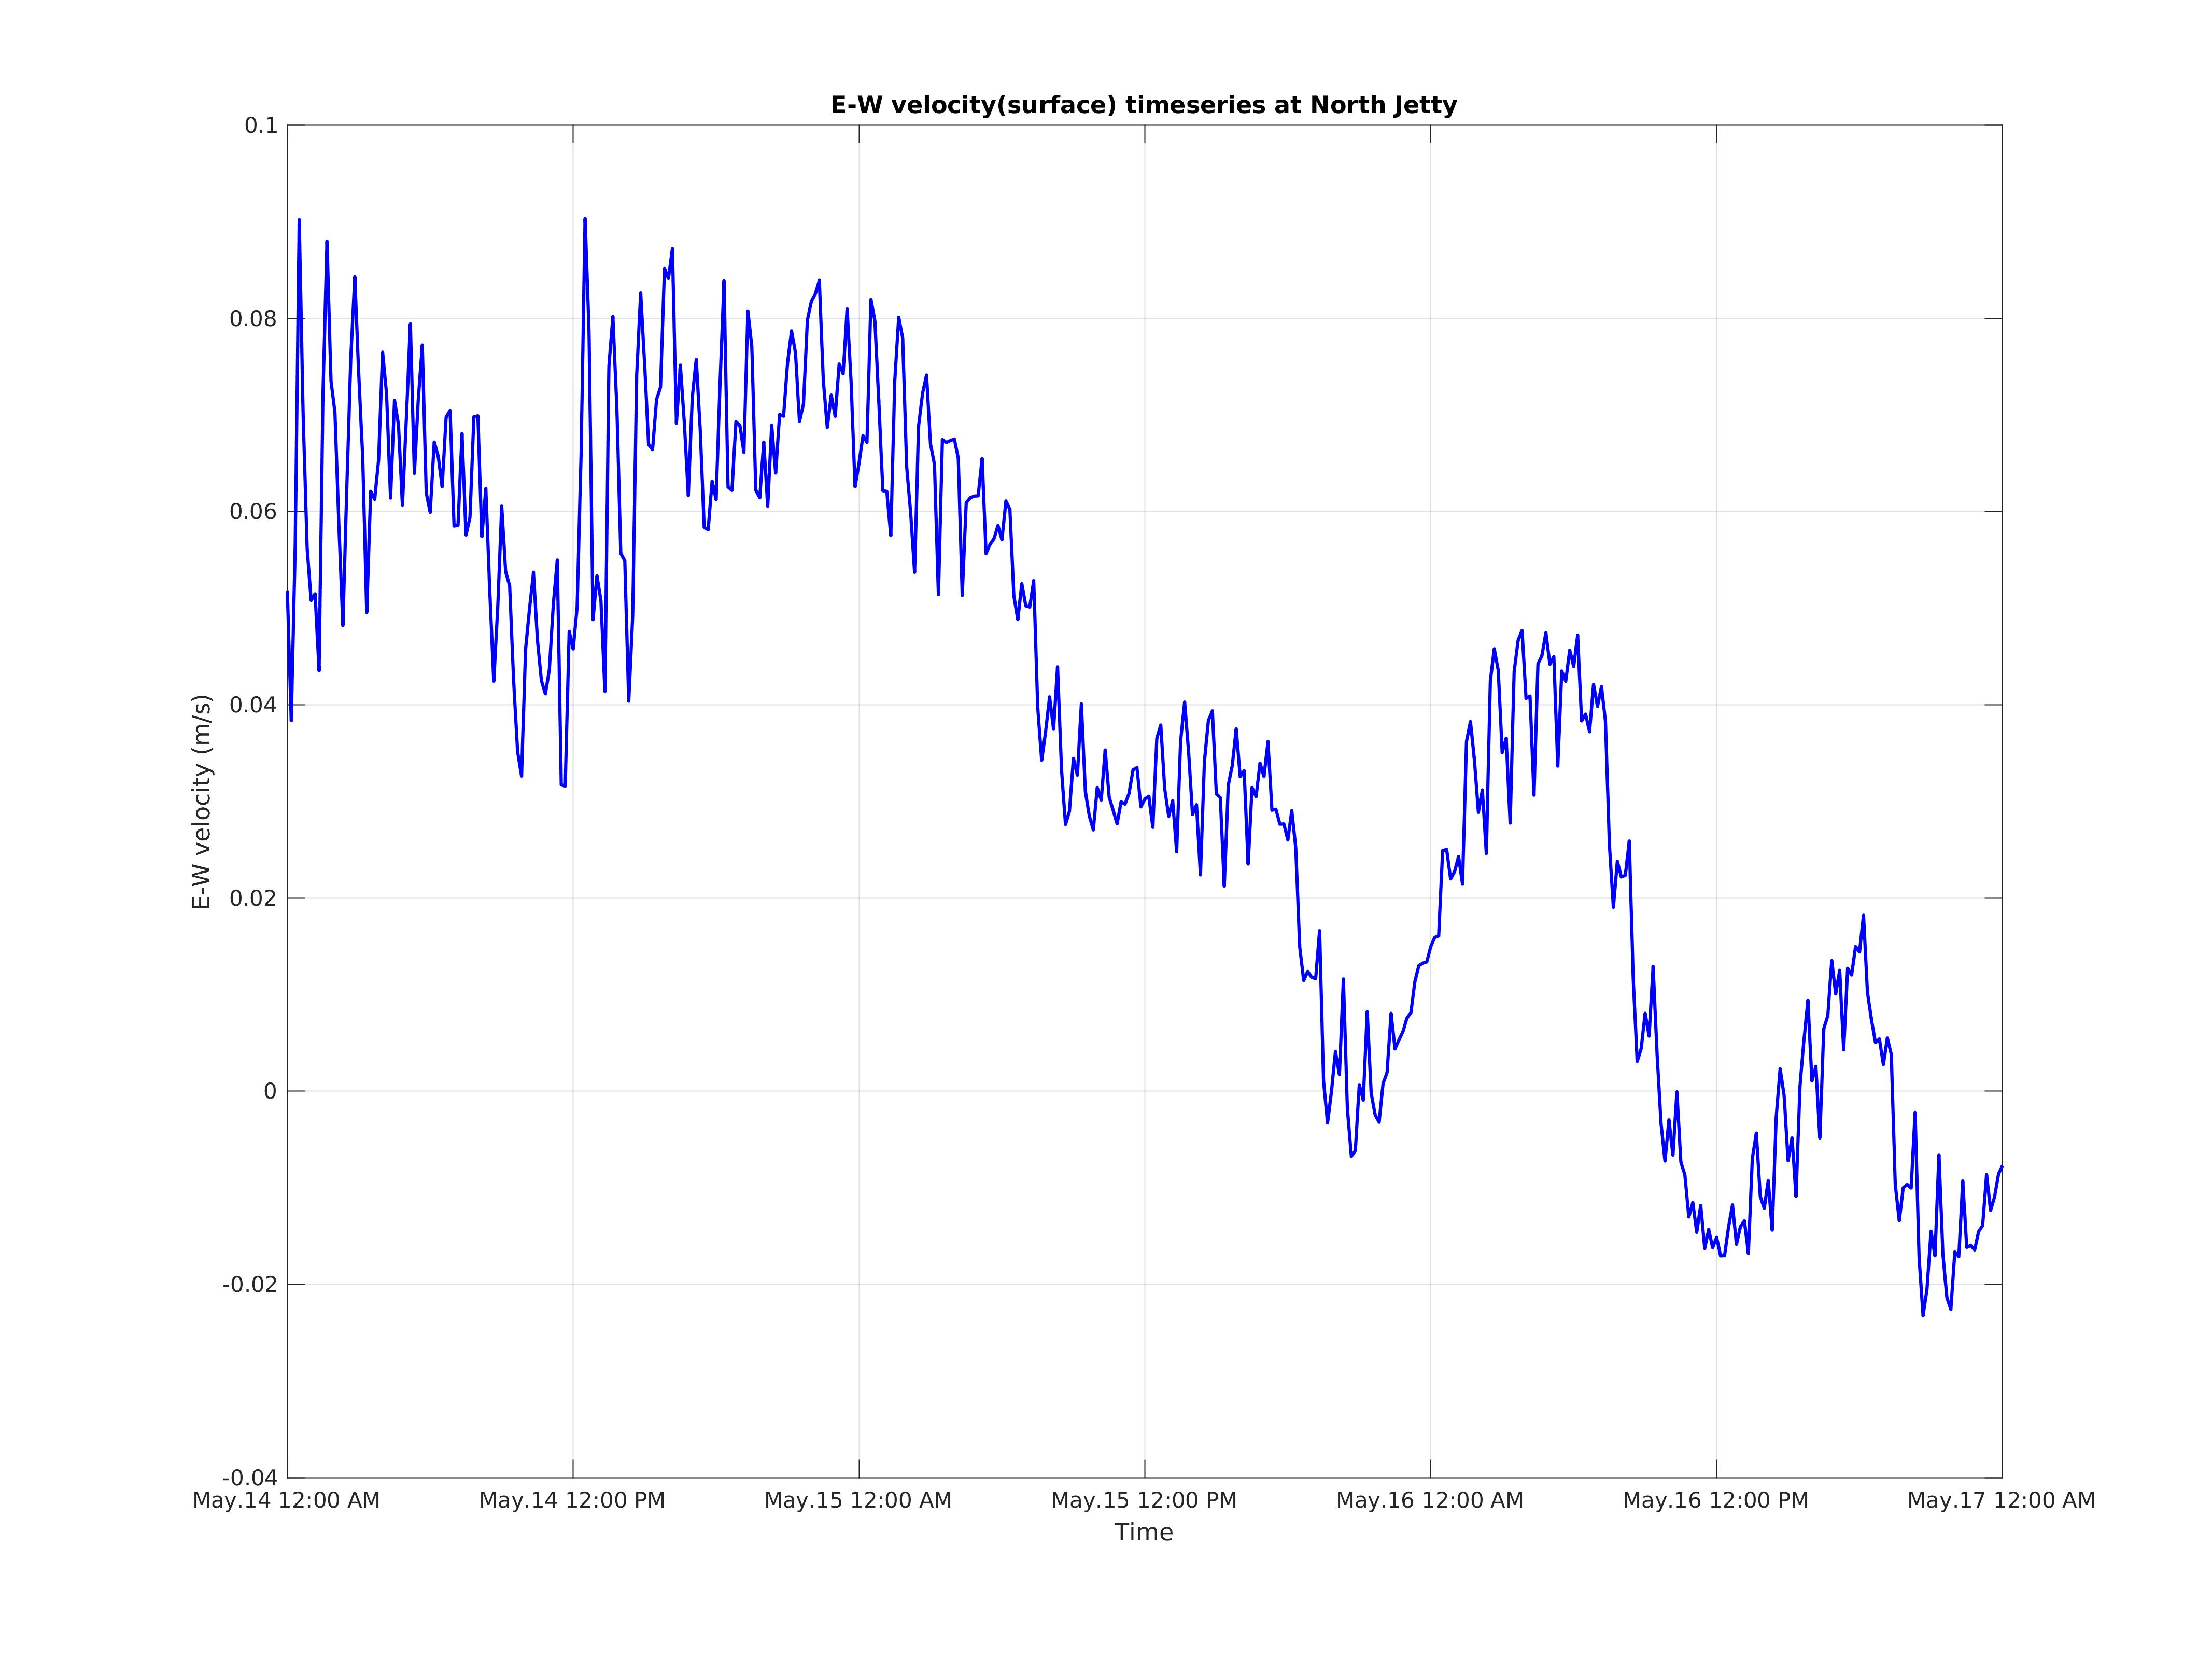 E-W velocity(surface) timeseries at North Jetty
0.1
0.08
0.06
0.04
0.02
0
-0.02
-0.04
E-W velocity (m/s)
May.14 12:00 AM May.14 12:00 PM May.15 12:00 AM May.15 12:00 PM May.16 12:00 AM May.16 12:00 PM May.17 12:00 AM
Time